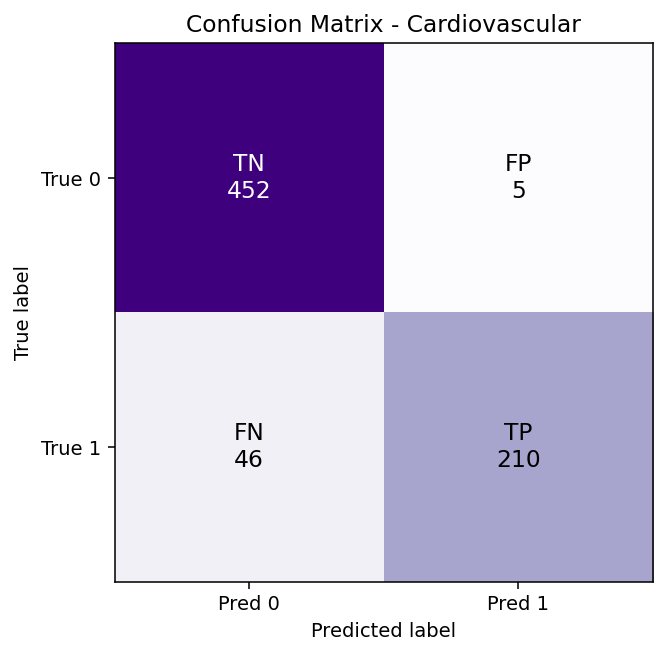 Confusion Matrix - Cardiovascular
True label
True 0
TN
452
FP
5
True 1
FN
46
TP
210
Pred 0
Pred 1
Predicted label